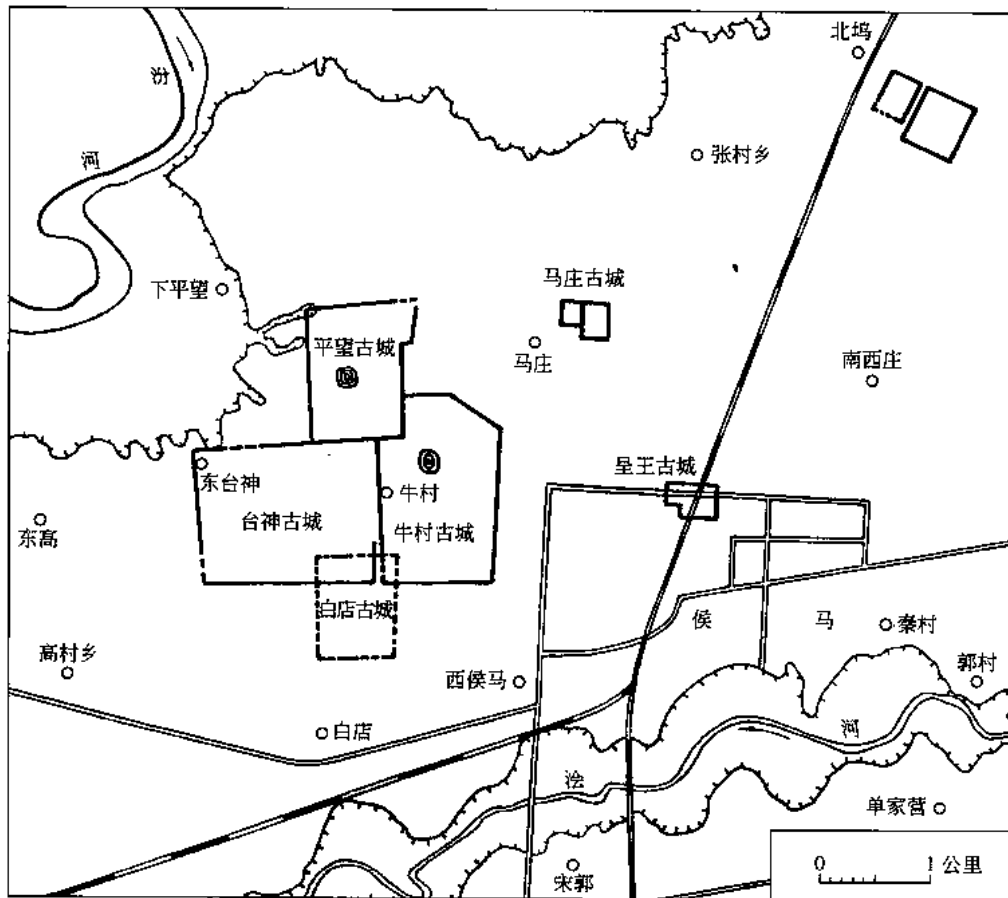 北坞
汾
河
张村乡
下平望
马庄古城
平望古城
马庄
南西庄
呈王古城
东台神
牛村
台神古城
牛村古城
东高
白店古城
侯
马
秦村
高村乡
西侯马
郭村
白店
河
浍
单家营
宋郭
0
1 公里